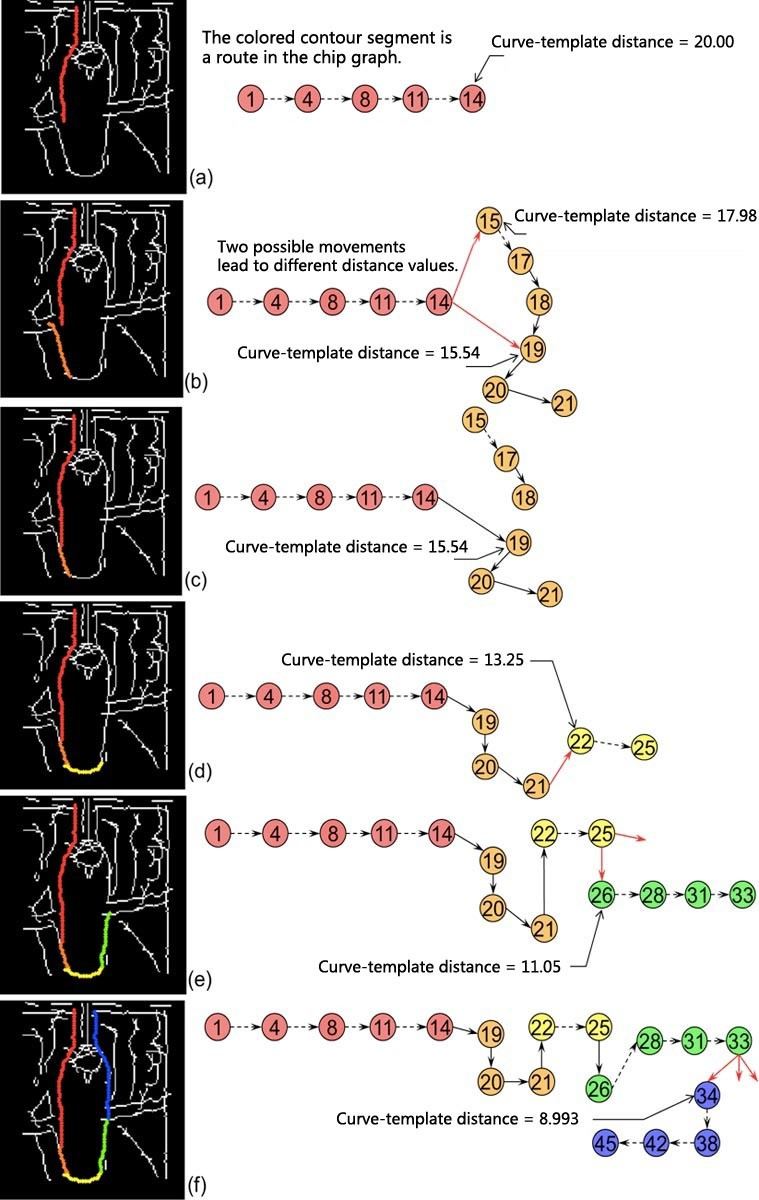 The colored contour segment is
a route in the chip graph.
Curve-template distance = 20.00
1 4 8 11 14
(a)
15
Curve-template distance = 17.98
Two possible movements
lead to different distance values.
17
1 4 8 11 14 18
Curve-template distance = 15.54
19
20
21
(b)
15
17
1 4 8 11 14 18
Curve-template distance = 15.54
19
20
21
(c)
Curve-template distance = 13.25
1 4 8 11 14
19
22
25
20
21
(d)
1 4 8 11 14
22 25
19
26 28 31 33
20
21
Curve-template distance = 11.05
(e)
1 4 8 11 14 19
22 25
28 31 33
20 21
26
34
Curve-template distance = 8.993
45 42 38
(f)